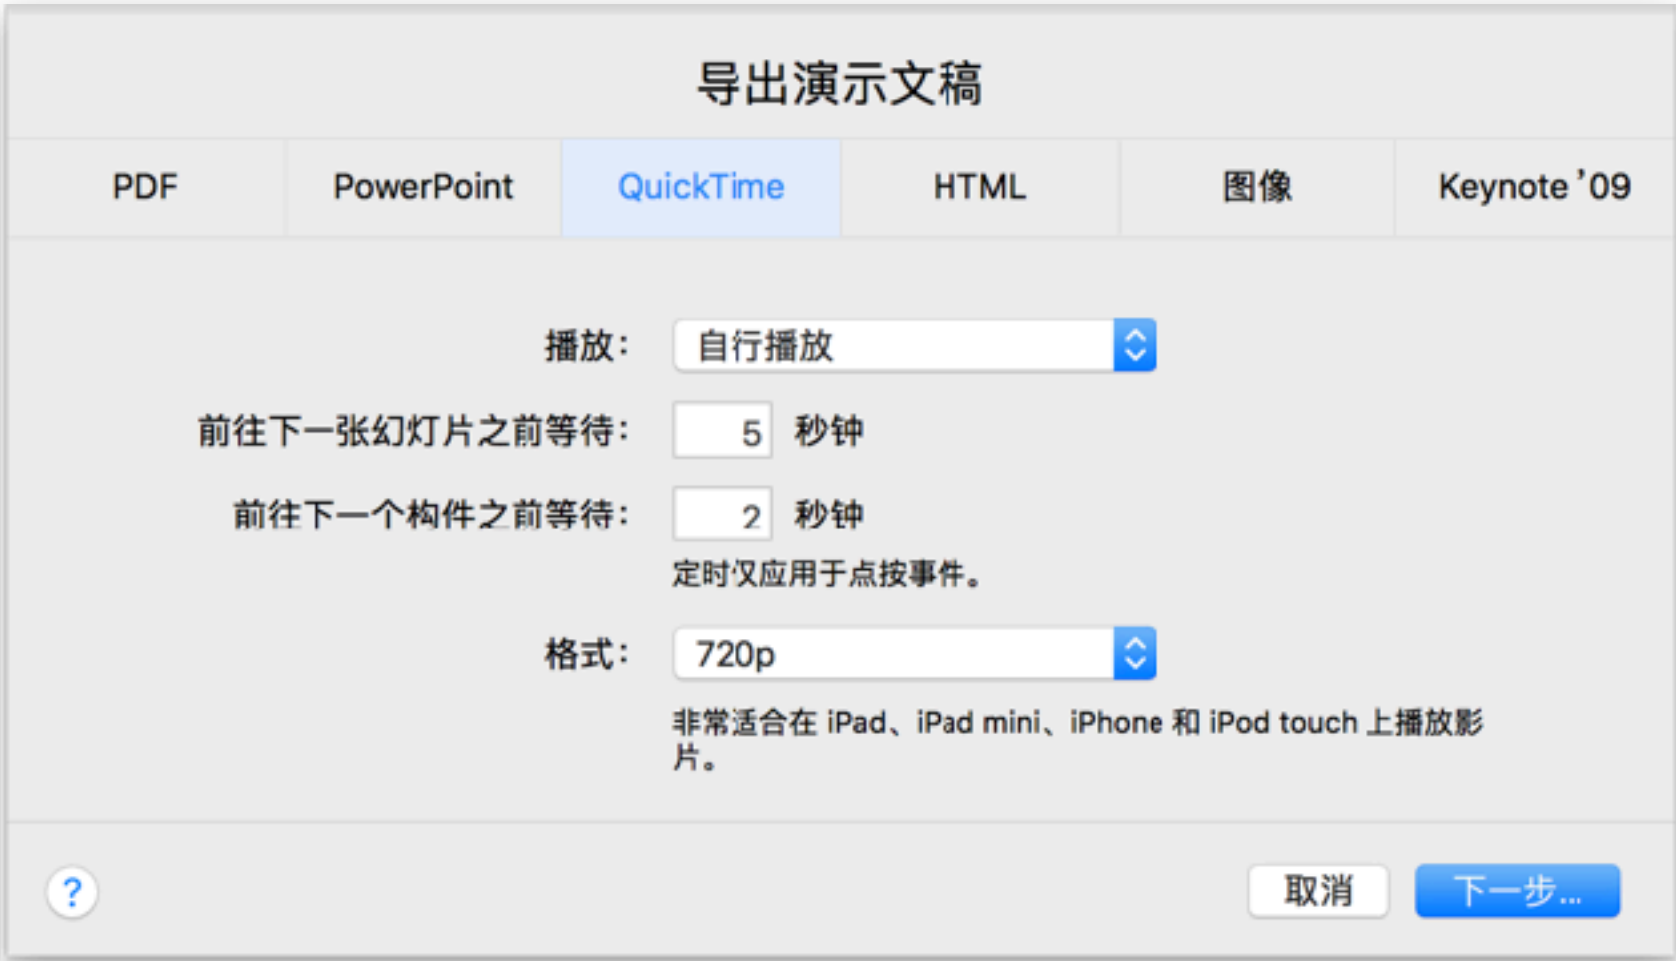 导出演示文稿
PDF PowerPoint QuickTime HTML 图像 Keynote ’09
播放： 自行播放
前往下一张幻灯片之前等待： 5 秒钟
前往下一个构件之前等待： 2 秒钟
定时仅应用于点按事件。
格式： 720p
非常适合在 iPad、iPad mini、iPhone 和 iPod touch 上播放影
片。
? 取消 下一步...